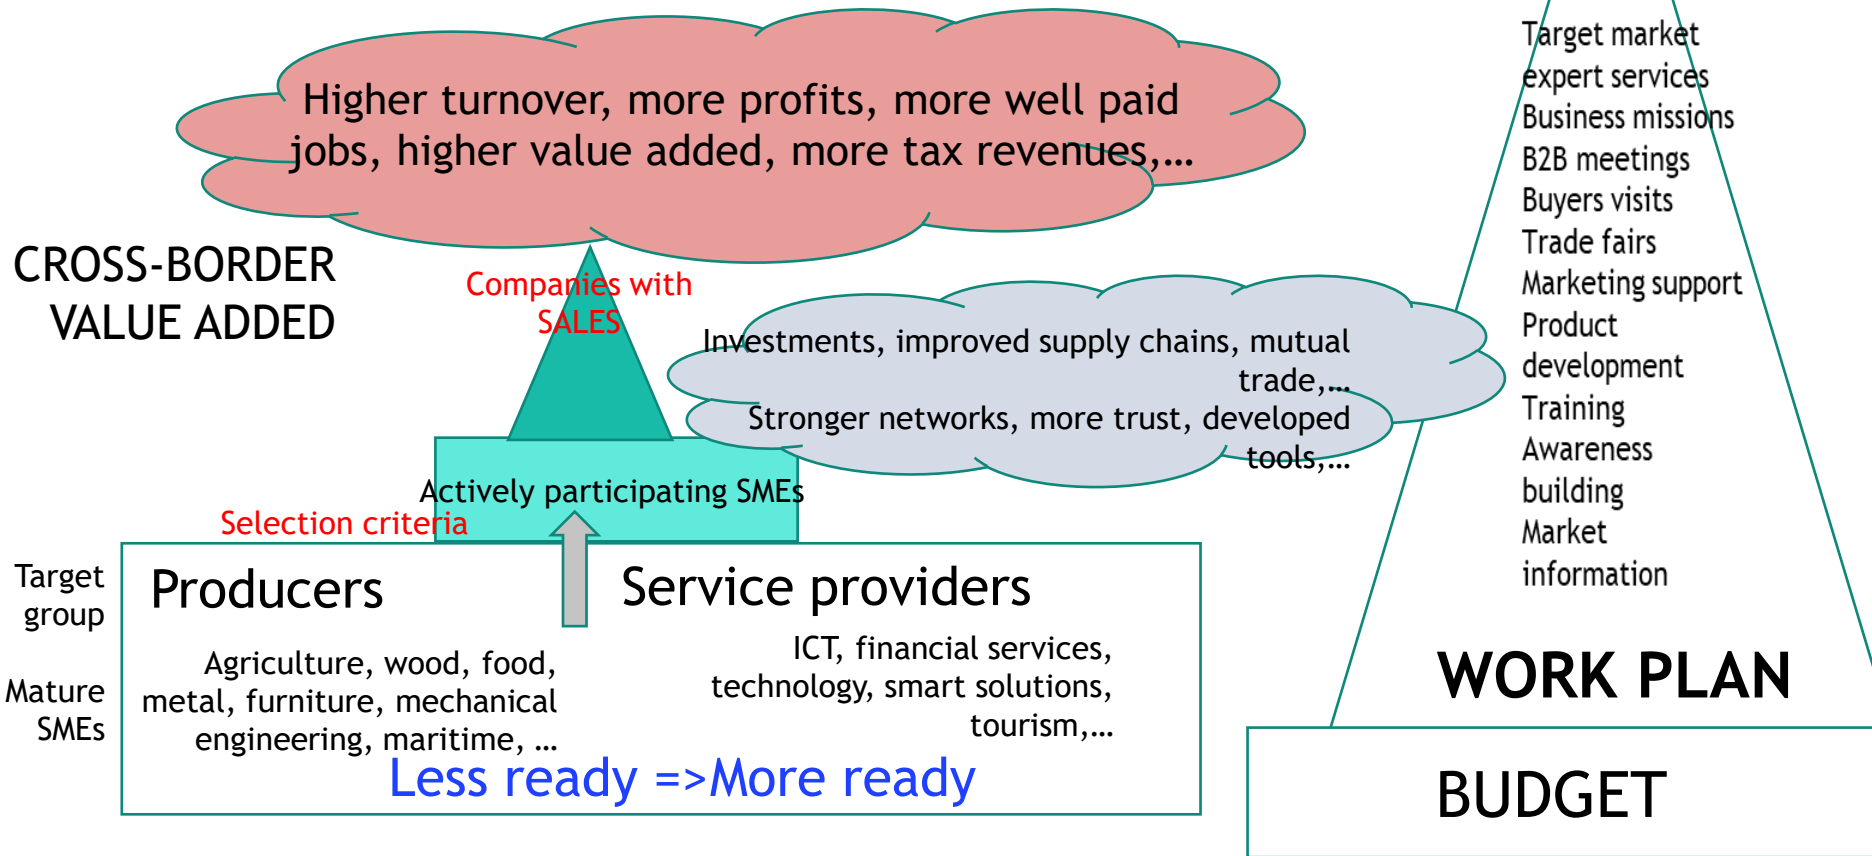 Higher turnover, more profits, more well paid
jobs, higher value added, more tax revenues,…
CROSS-BORDER
VALUE ADDED
Companies with
SALES
Investments, improved supply chains, mutual
trade,…
Stronger networks, more trust, developed
tools,…
Actively participating SMEs
Selection criteria
Target
group
Mature
SMEs
Producers
Agriculture, wood, food,
metal, furniture, mechanical
engineering, maritime, …
Service providers
ICT, financial services,
technology, smart solutions,
tourism,…
Less ready =>More ready
Target market
expert services
Business missions
B2B meetings
Buyers visits
Trade fairs
Marketing support
Product
development
Training
Awareness
building
Market
information
WORK PLAN
BUDGET